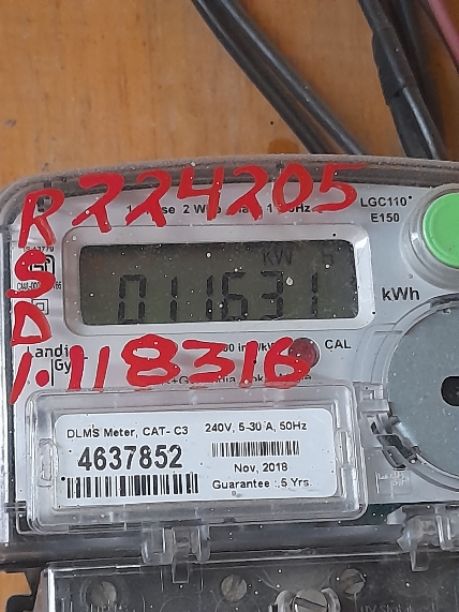 R224205
LGC110
E150
KW h
011631
kWh
S
D
CAL
1.118316
DLMS Meter, CAT- C3 240V, 5-30 A, 50Hz
4637852
Nov, 2018
Guarantee : 5 Yrs.